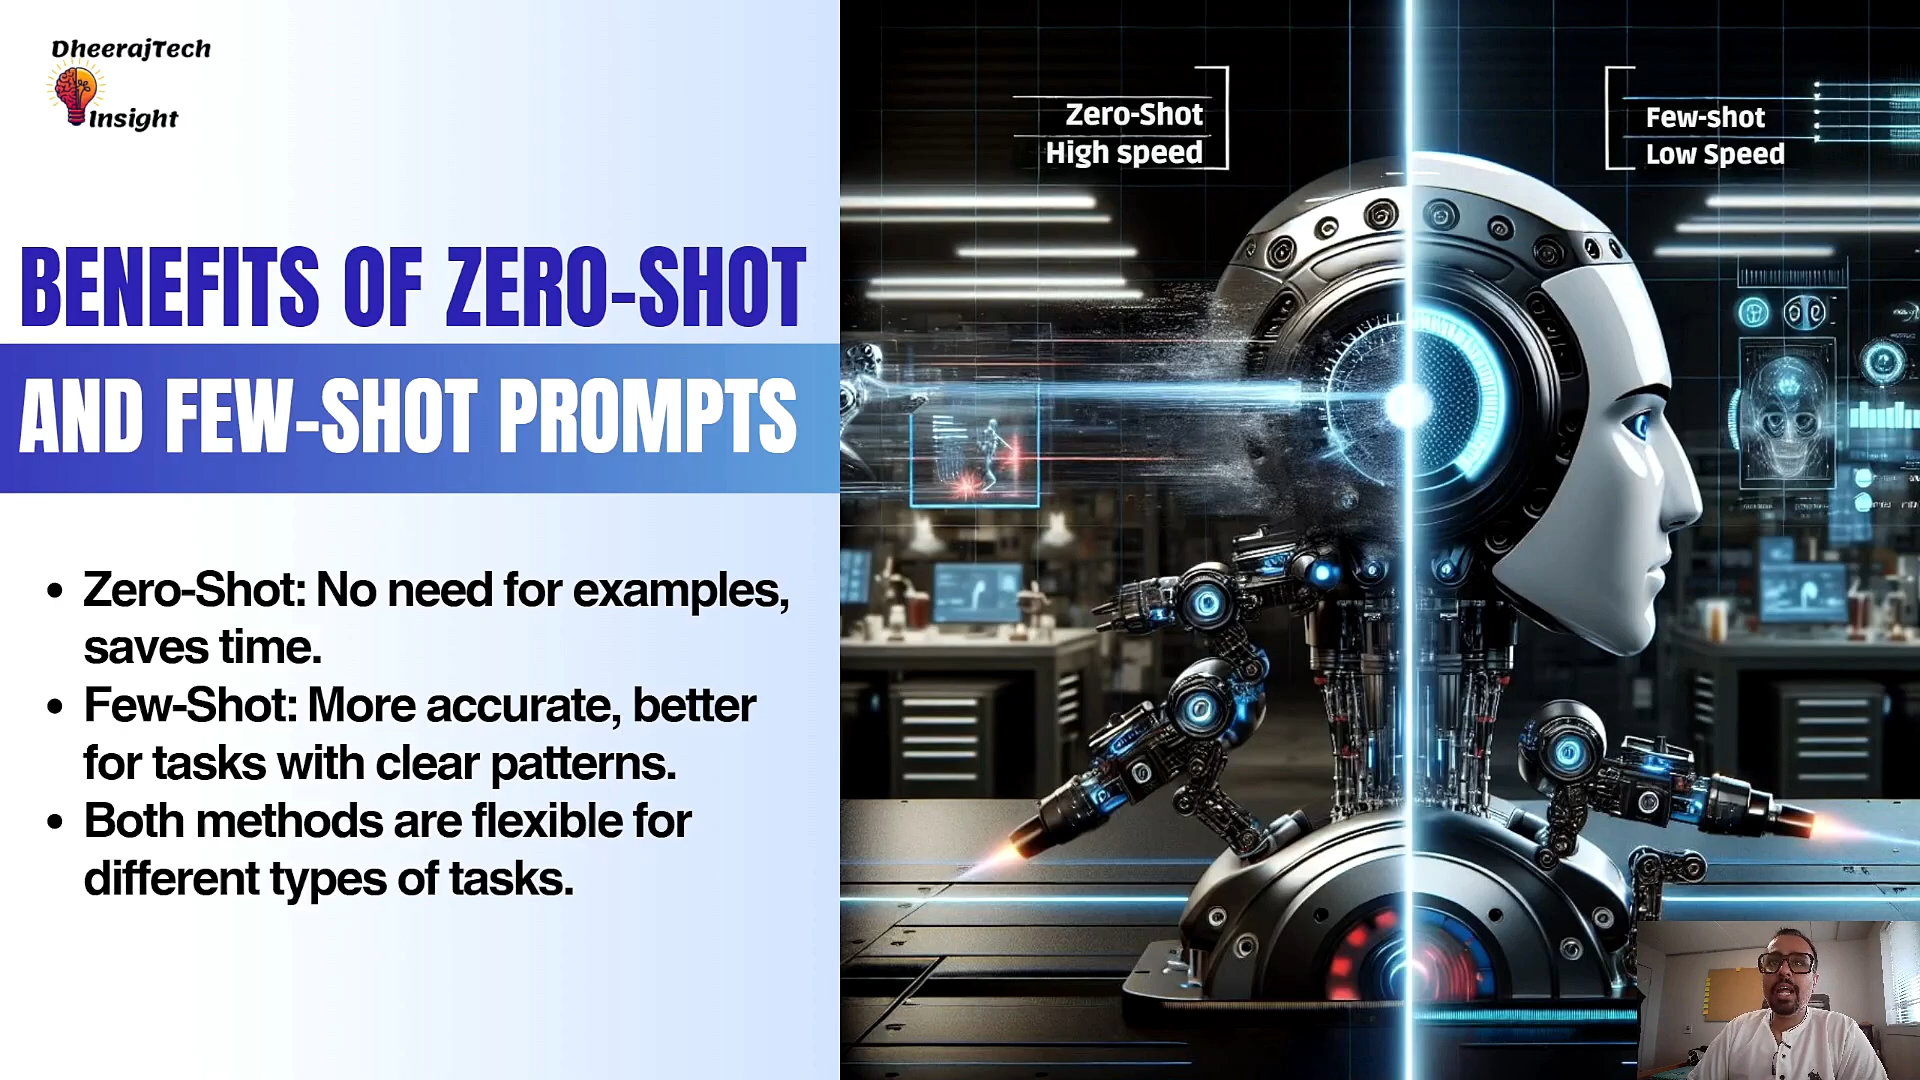 DheerajTech
Insight
BENEFITS OF ZERO-SHOT
AND FEW-SHOT PROMPTS
• Zero-Shot: No need for examples,
saves time.
• Few-Shot: More accurate, better
for tasks with clear patterns.
• Both methods are flexible for
different types of tasks.
Zero-Shot
High speed
Few-shot
Low Speed